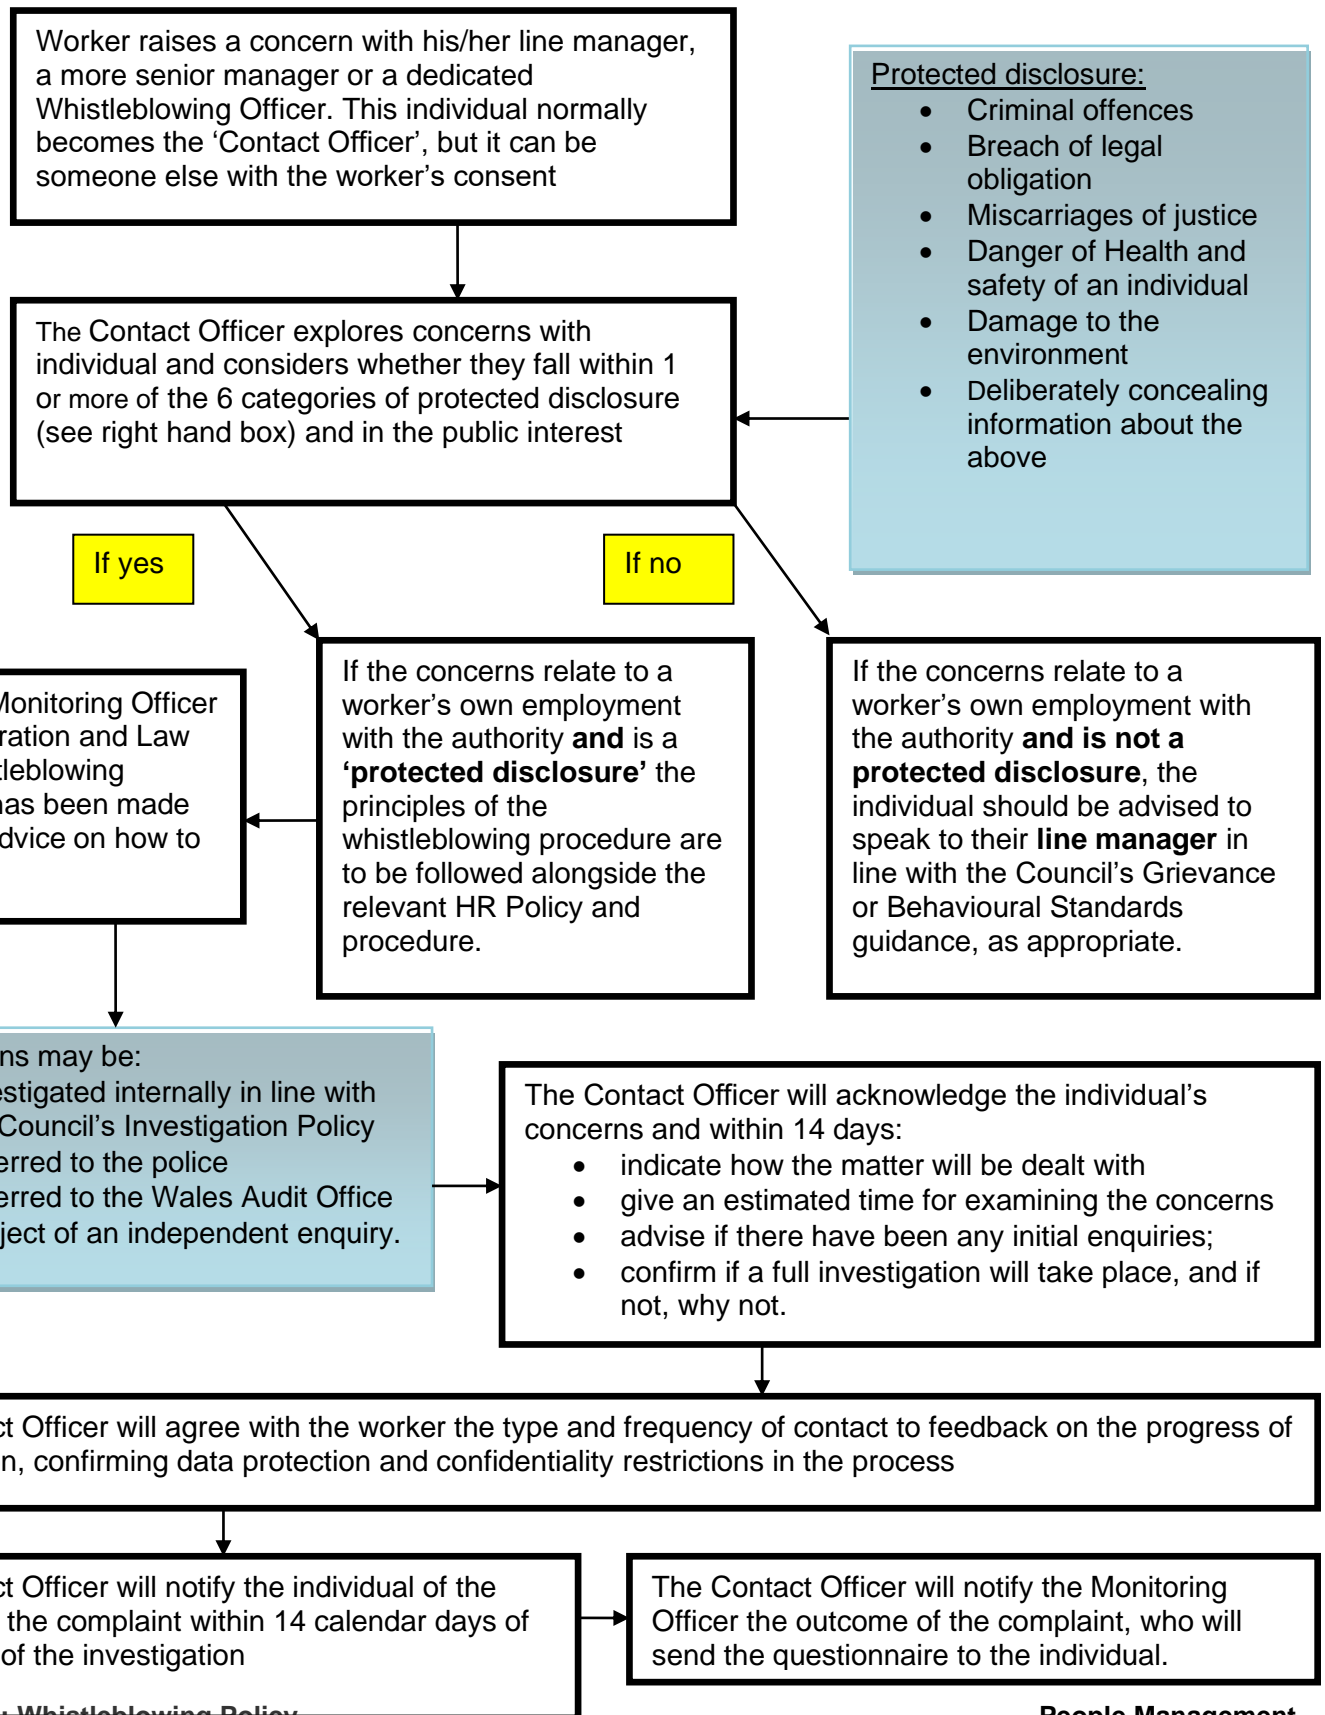 Worker raises a concern with his/her line manager,
a more senior manager or a dedicated
Whistleblowing Officer. This individual normally
becomes the ‘Contact Officer’, but it can be
someone else with the worker’s consent
Protected disclosure:
• Criminal offences
• Breach of legal
obligation
• Miscarriages of justice
• Danger of Health and
safety of an individual
• Damage to the
environment
• Deliberately concealing
information about the
above
The Contact Officer explores concerns with
individual and considers whether they fall within 1
or more of the 6 categories of protected disclosure
(see right hand box) and in the public interest
If yes
If no
Monitoring Officer
and Law
has been made
on how to
If the concerns relate to a
worker’s own employment
with the authority and is a
‘protected disclosure’ the
principles of the
whistleblowing procedure are
to be followed alongside the
relevant HR Policy and
procedure.
If the concerns relate to a
worker’s own employment with
the authority and is not a
protected disclosure, the
individual should be advised to
speak to their line manager in
line with the Council’s Grievance
or Behavioural Standards
guidance, as appropriate.
may be:
internally in line with
Council’s Investigation Policy
to the police
to the Wales Audit Office
of an independent enquiry.
The Contact Officer will acknowledge the individual’s
concerns and within 14 days:
• indicate how the matter will be dealt with
• give an estimated time for examining the concerns
• advise if there have been any initial enquiries;
• confirm if a full investigation will take place, and if
not, why not.
Officer will agree with the worker the type and frequency of contact to feedback on the progress of
confirming data protection and confidentiality restrictions in the process
Officer will notify the individual of the
the complaint within 14 calendar days of
of the investigation
The Contact Officer will notify the Monitoring
Officer the outcome of the complaint, who will
send the questionnaire to the individual.
Whistleblowing Policy
People Management